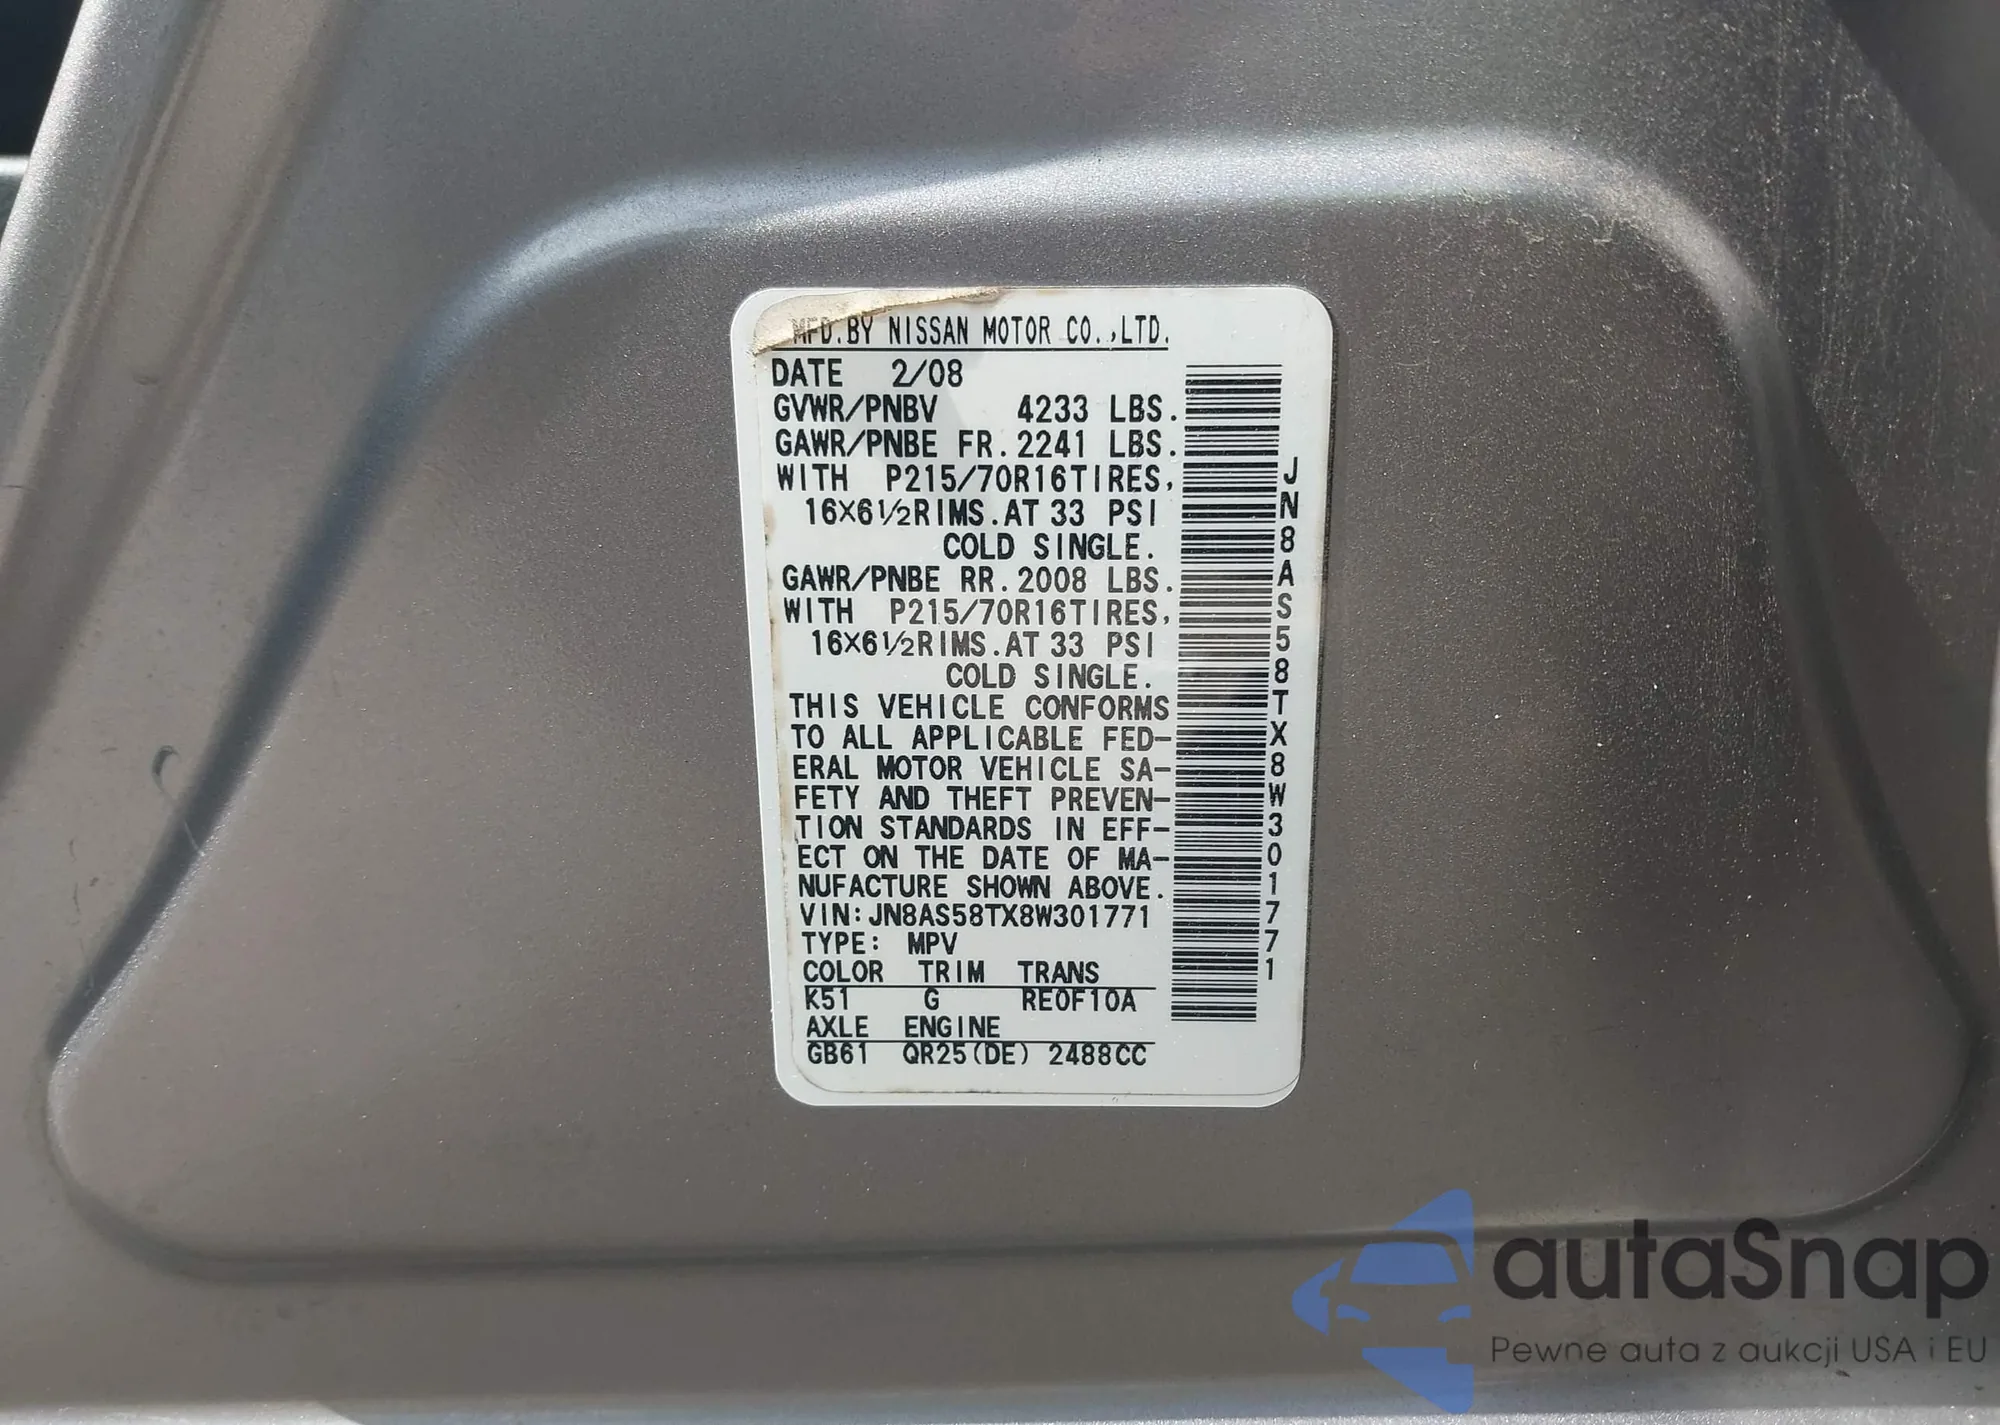 MFD.BY NISSAN MOTOR CO.,LTD.
DATE 2/08
GVWR/PNBV 4233 LBS.
GAWR/PNBE FR.2241 LBS.
WITH P215/70R16TIRES,
16X6½RIMS.AT 33 PSI
COLD SINGLE.
GAWR/PNBE RR.2008 LBS.
WITH P215/70R16TIRES,
16X6½RIMS.AT 33 PSI
COLD SINGLE.
THIS VEHICLE CONFORMS
TO ALL APPLICABLE FED-
ERAL MOTOR VEHICLE SA-
FETY AND THEFT PREVEN-
TION STANDARDS IN EFF-
ECT ON THE DATE OF MA-
NUFACTURE SHOWN ABOVE.
VIN:JN8AS58TX8W301771
TYPE: MPV
COLOR TRIM TRANS
K51 G RE0F10A
AXLE ENGINE
GB61 QR25(DE) 2488CC
JN8AS58TX8W301771
autaSnap
Pewne auta z aukcji USA i EU